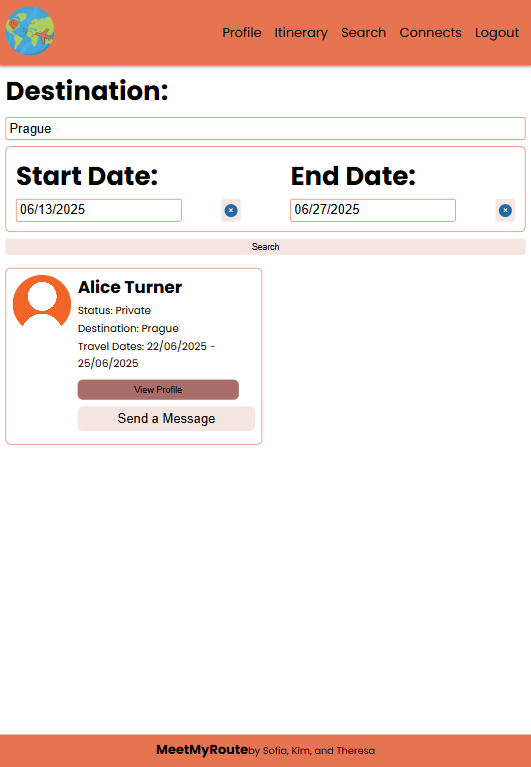 Profile Itinerary Search Connects Logout
Destination:
Prague
Start Date: End Date:
06/13/2025 06/27/2025
Search
Alice Turner
Status: Private
Destination: Prague
Travel Dates: 22/06/2025 -
25/06/2025
View Profile
Send a Message
MeetMyRoute by Sofia, Kim, and Theresa